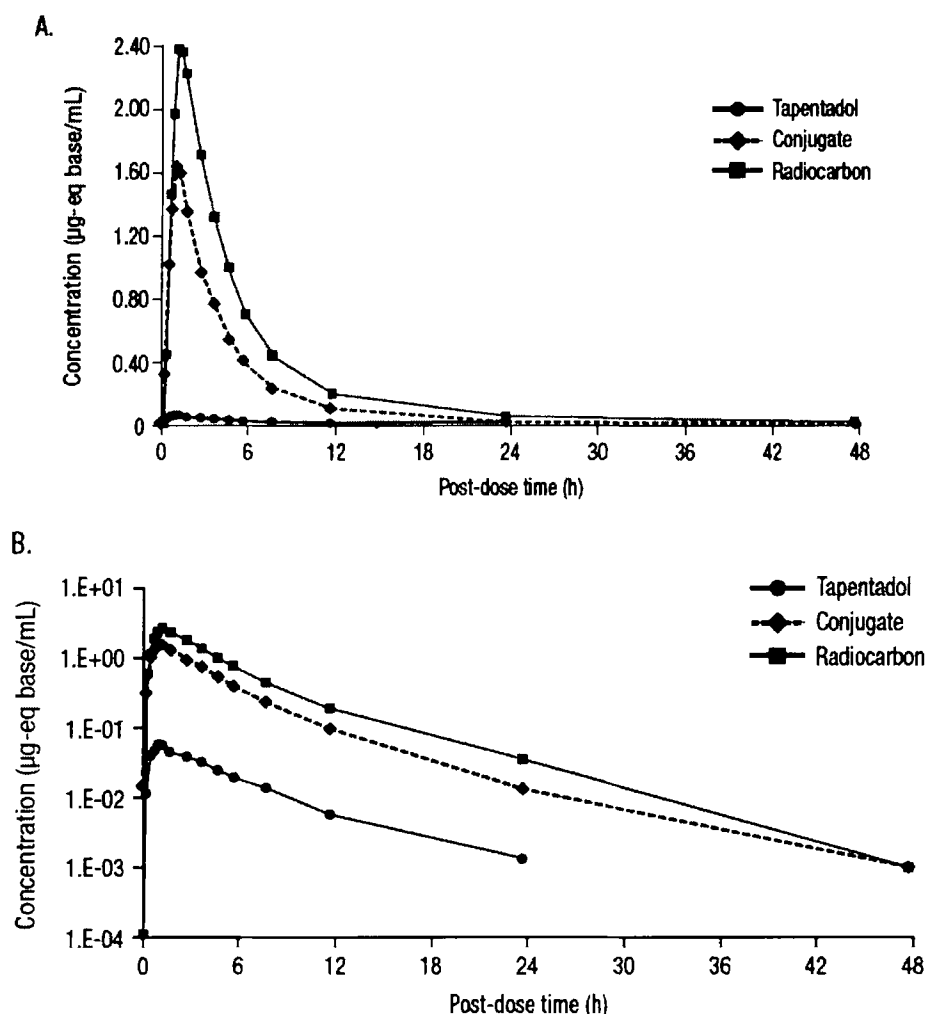 A.
2.40
2.00
1.60
1.20
0.80
0.40
0
Concentration (µg-eq base/mL)
Tapentadol
Conjugate
Radiocarbon
0 6 12 18 24 30 36 42 48
Post-dose time (h)
B.
1.E+01
1.E+00
1.E-01
1.E-02
1.E-03
1.E-04
Concentration (µg-eq base/mL)
Tapentadol
Conjugate
Radiocarbon
0 6 12 18 24 30 36 42 48
Post-dose time (h)